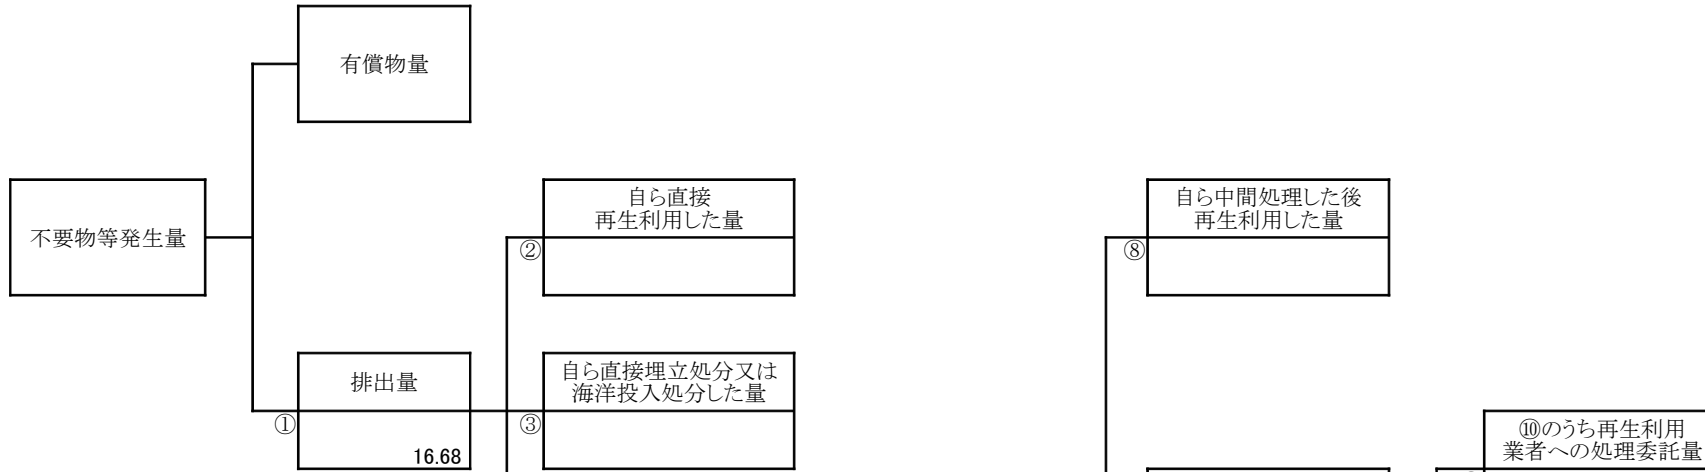 有償物量
不要物等発生量
自ら直接
再生利用した量
②
自ら中間処理した後
再生利用した量
⑧
排出量
①
16.68
自ら直接埋立処分又は
海洋投入処分した量
③
⑩のうち再生利用
業者への処理委託量